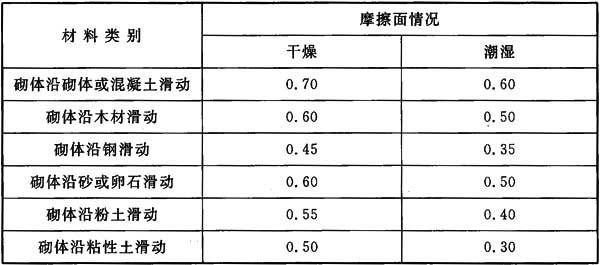 材料类别 摩擦面情况
干燥 潮湿
砌体沿砌体或混凝土滑动 0.70 0.60
砌体沿木材滑动 0.60 0.50
砌体沿钢滑动 0.45 0.35
砌体沿砂或卵石滑动 0.60 0.50
砌体沿粉土滑动 0.55 0.40
砌体沿粘性土滑动 0.50 0.30